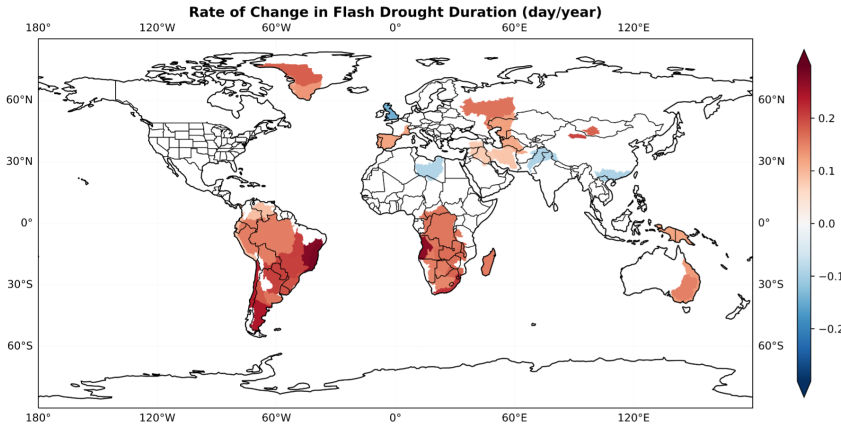 Rate of Change in Flash Drought Duration (day/year)
180° 120°W 60°W 0° 60°E 120°E
60°N 60°N
30°N 30°N
0° 0°
30°S 30°S
60°S 60°S
180° 120°W 60°W 0° 60°E 120°E
0.2
0.1
0.0
−0.1
−0.2